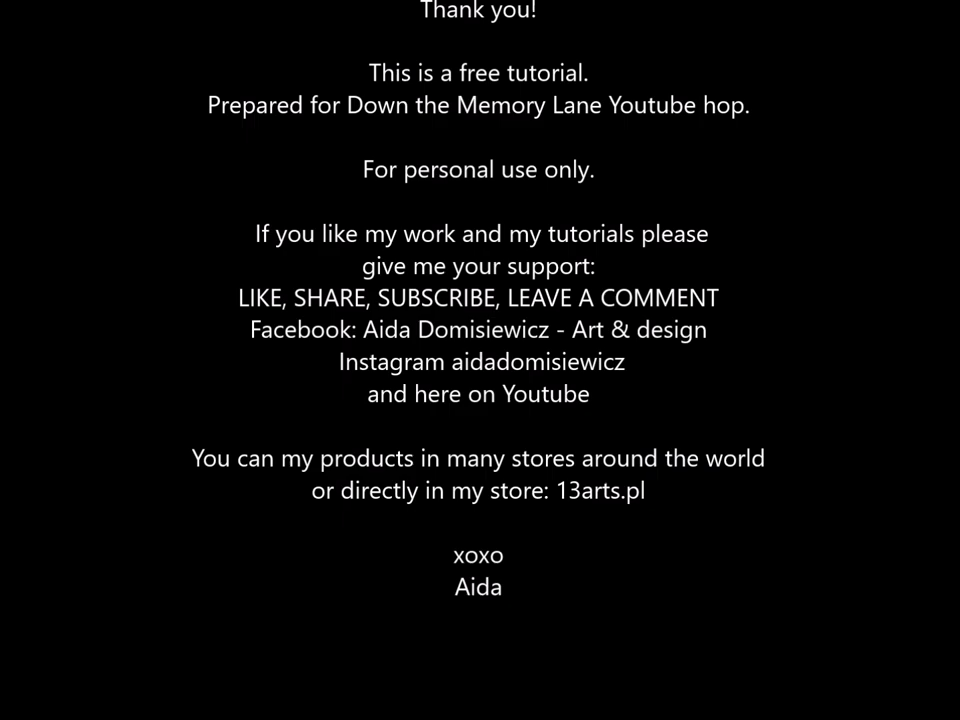 Thank you!
This is a free tutorial.
Prepared for Down the Memory Lane Youtube hop.
For personal use only.
If you like my work and my tutorials please
give me your support:
LIKE, SHARE, SUBSCRIBE, LEAVE A COMMENT
Facebook: Aida Domisiewicz - Art & design
Instagram aidadomisiewicz
and here on Youtube
You can my products in many stores around the world
or directly in my store: 13arts.pl
xoxo
Aida